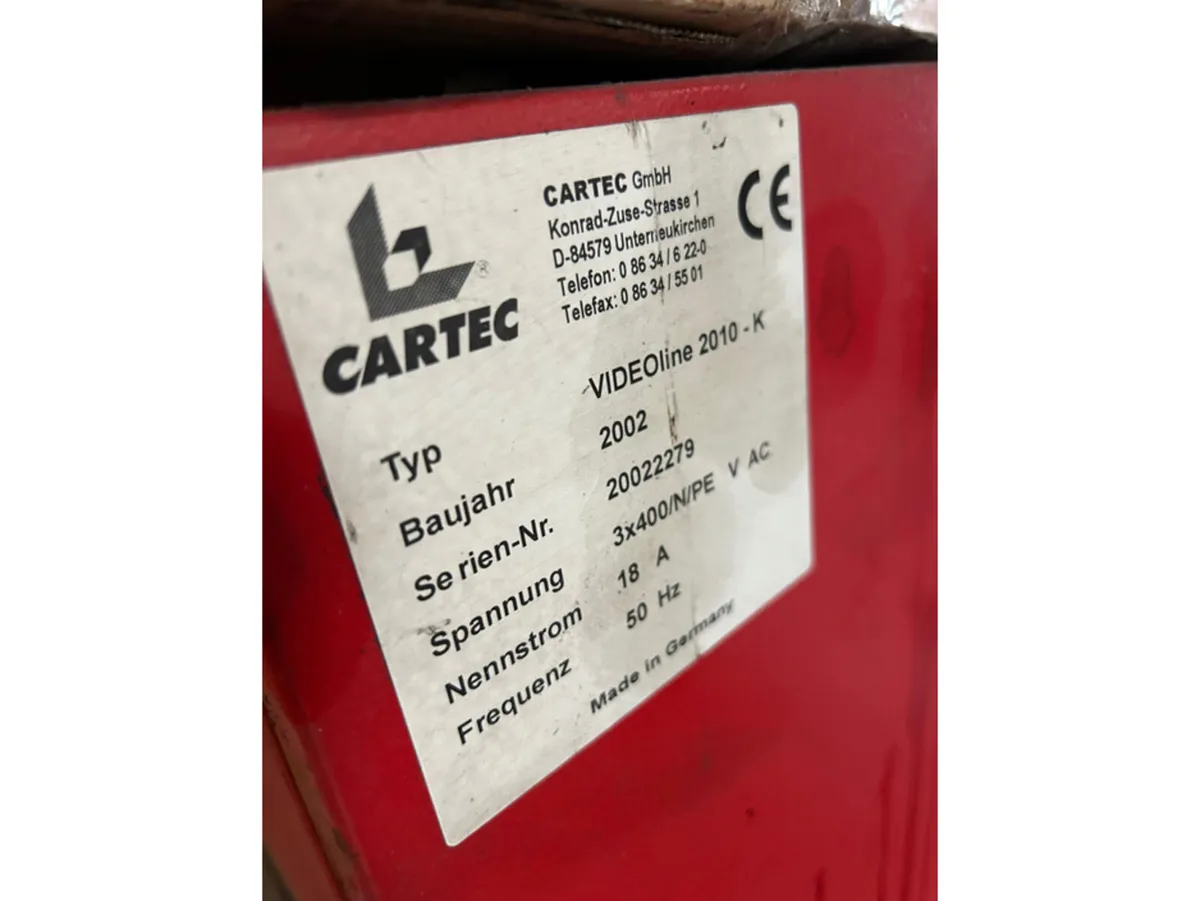 CARTEC GmbH
Konrad-Zuse-Strasse 1
D-84579 Unterneukirchen
Telefon: 0 86 34 / 6 22-0
Telefax: 0 86 34 / 55 01
CE
®
CARTEC
Typ VIDEOline 2010 - K
Baujahr 2002
Serien-Nr. 20022279
Spannung 3x400/N/PE V AC
Nennstrom 18 A
Frequenz 50 Hz
Made in Germany